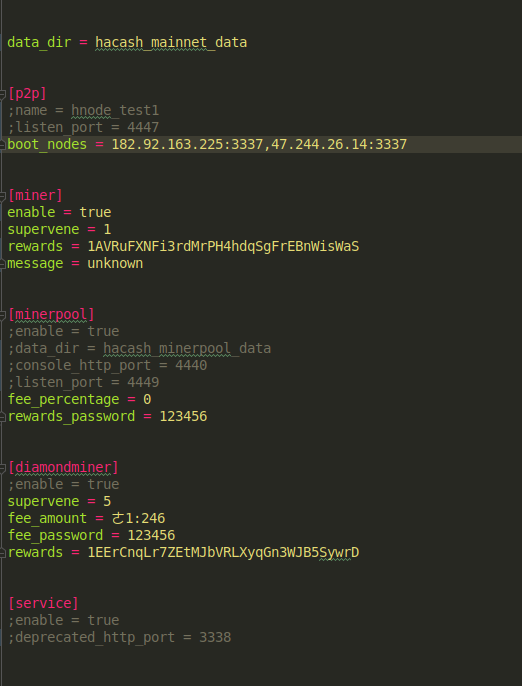 data_dir = hacash_mainnet_data
[p2p]
;name = hnode_test1
;listen_port = 4447
boot_nodes = 182.92.163.225:3337,47.244.26.14:3337
[miner]
enable = true
supervene = 1
rewards = 1AVRuFXNFi3rdMrPH4hdqSgFrEBnWisWaS
message = unknown
[minerpool]
;enable = true
;data_dir = hacash_minerpool_data
;console_http_port = 4440
;listen_port = 4449
fee_percentage = 0
rewards_password = 123456
[diamondminer]
;enable = true
supervene = 5
fee_amount = ㄜ1:246
fee_password = 123456
rewards = 1EErCnqLr7ZEtMJbVRLXyqGn3WJB5SywrD
[service]
;enable = true
;deprecated_http_port = 3338